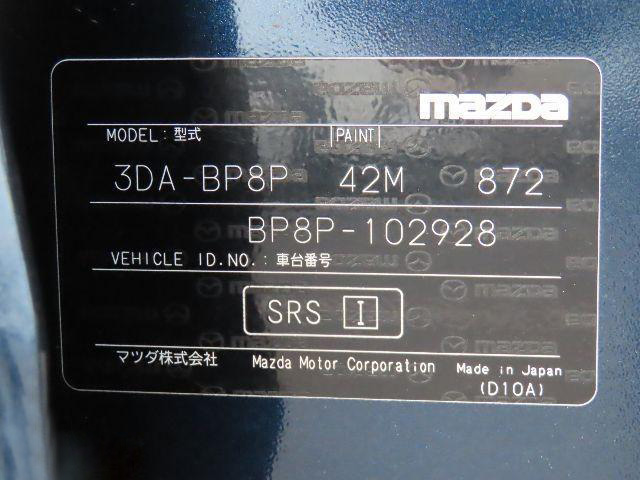 mazda
MODEL: 型式 PAINT
3DA-BP8P 42M 872
BP8P-102928
VEHICLE ID.NO.: 車台番号
SRS I
マツダ株式会社 Mazda Motor Corporation Made in Japan
(D10A)